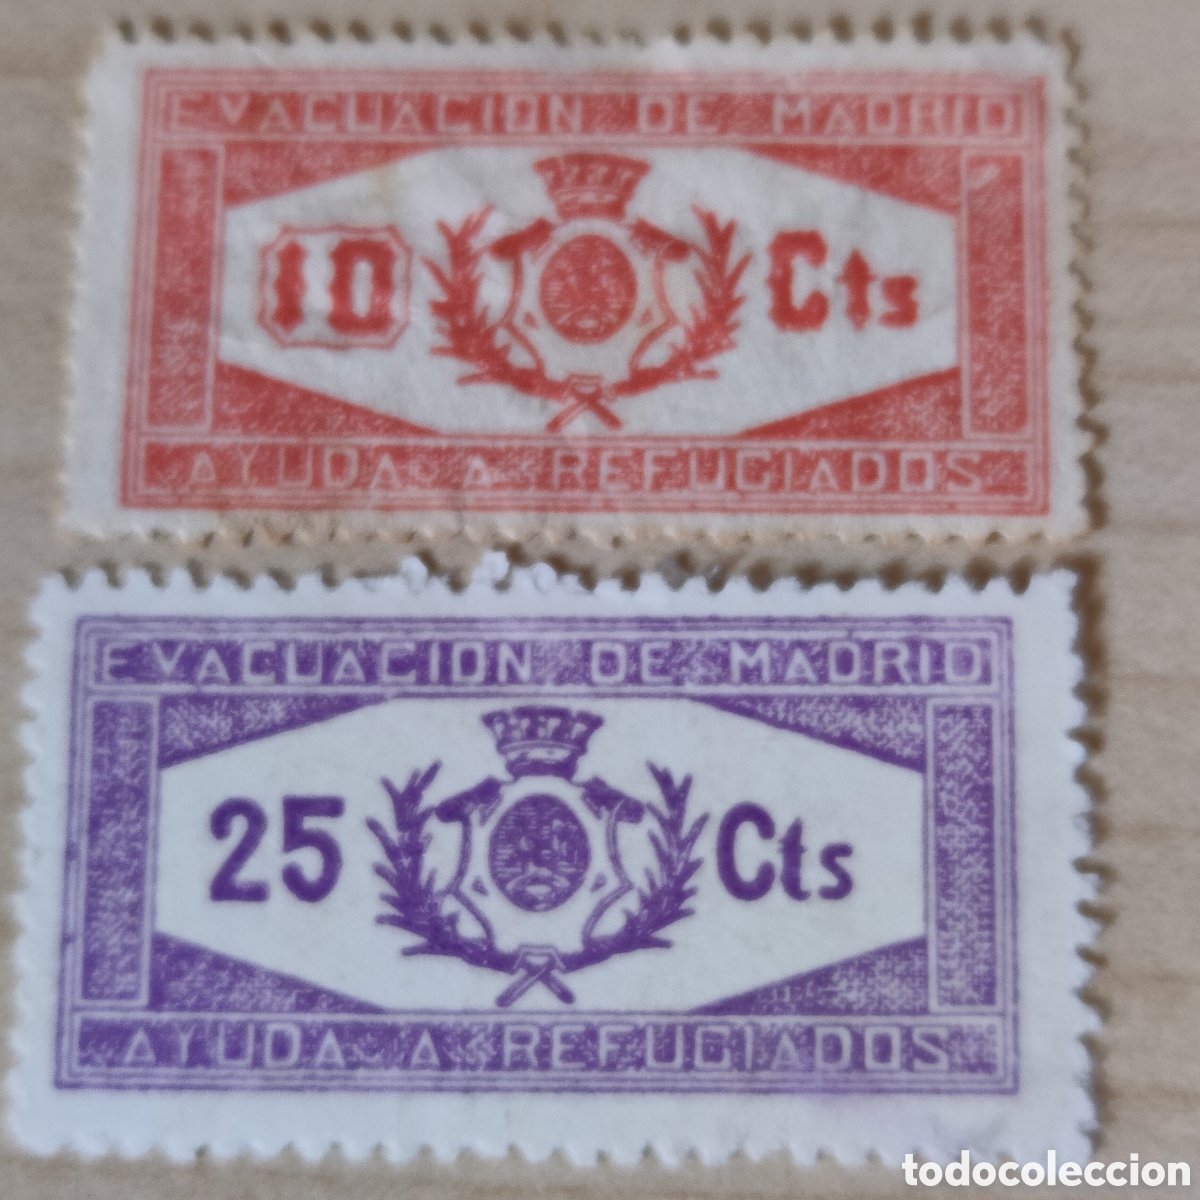 EVACUACION DE MADRID
10 Cts
AYUDA A REFUGIADOS
EVACUACION DE MADRID
25 Cts
AYUDA A REFUGIADOS
todocoleccion